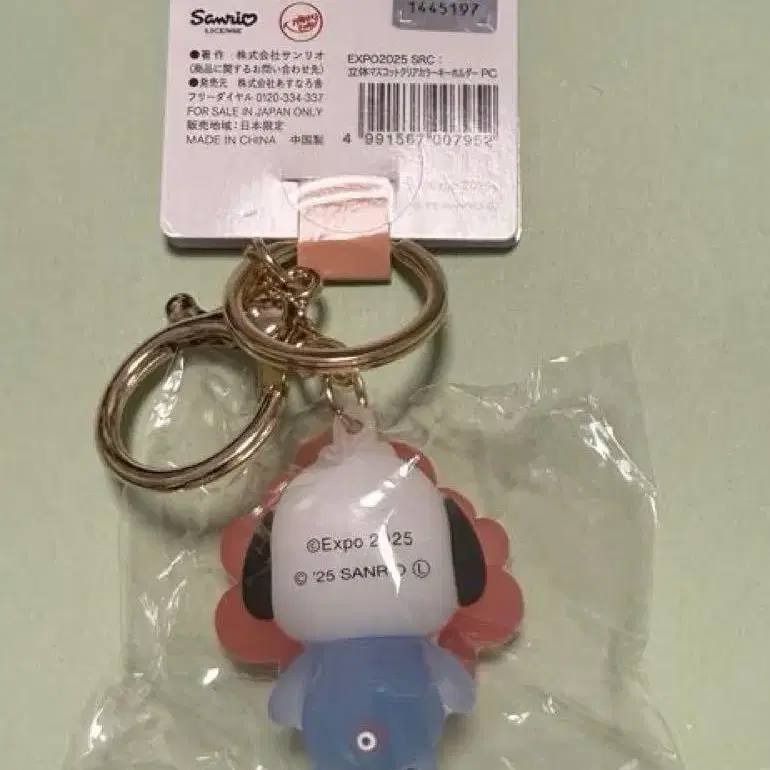 Sanrio
LICENSE
1445197
●著作 株式会社サンリオ
(商品に関するお問い合わせ先)
●発売元 株式会社あすなろ舎
フリーダイヤル 0120-334-337
FOR SALE IN JAPAN ONLY
販売地域:日本限定
MADE IN CHINA 中国製
EXPO2025 SRC:
立体マスコットクリアカラーキーホルダー PC
4 991567 007952
©Expo 2025
© '25 SANRIO Ⓛ